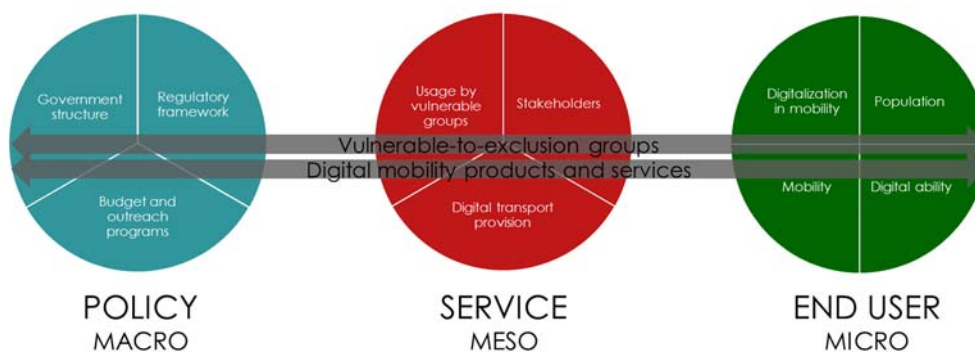 Government
structure
Regulatory
framework
Budget and
outreach
programs
Usage by
vulnerable
groups
Stakeholders
Digital transport
provision
Digitalization
in mobility
Population
Mobility
Digital ability
Vulnerable-to-exclusion groups
Digital mobility products and services
POLICY
MACRO
SERVICE
MESO
END USER
MICRO